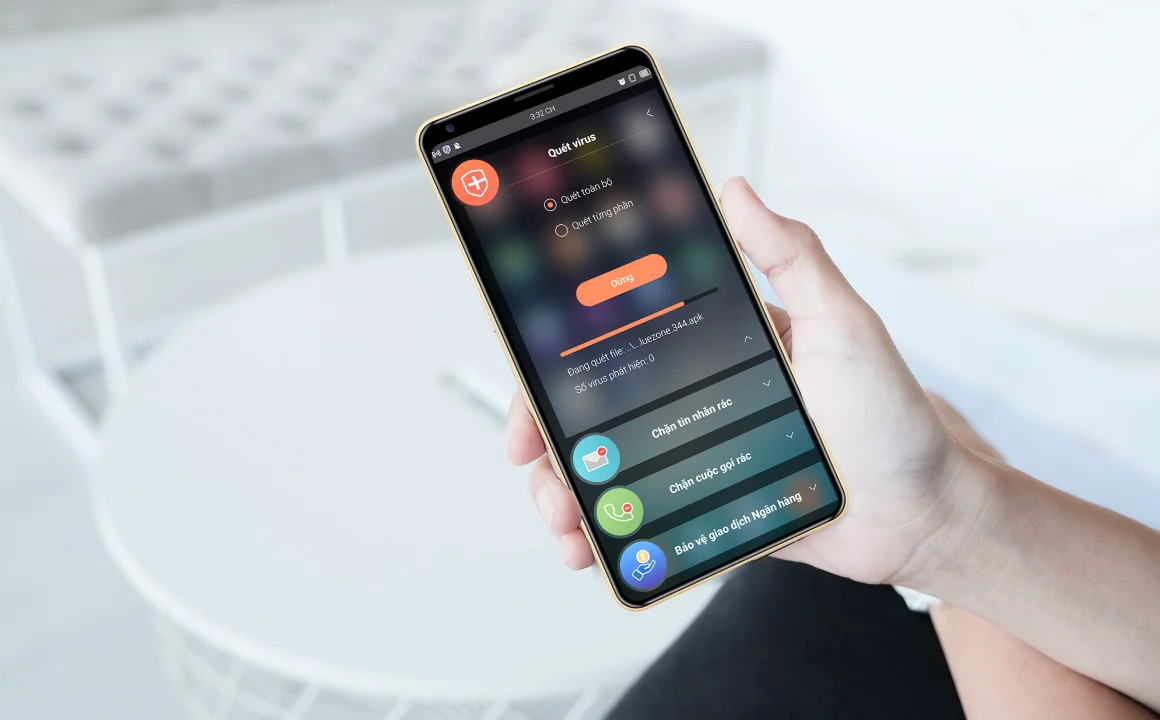 3:32 CH
Quét virus
Quét toàn bộ
Quét từng phần
Dừng
Đang quét file: ..\...luezone.344.apk
Số virus phát hiện: 0
Chặn tin nhắn rác
Chặn cuộc gọi rác
Bảo vệ giao dịch Ngân hàng